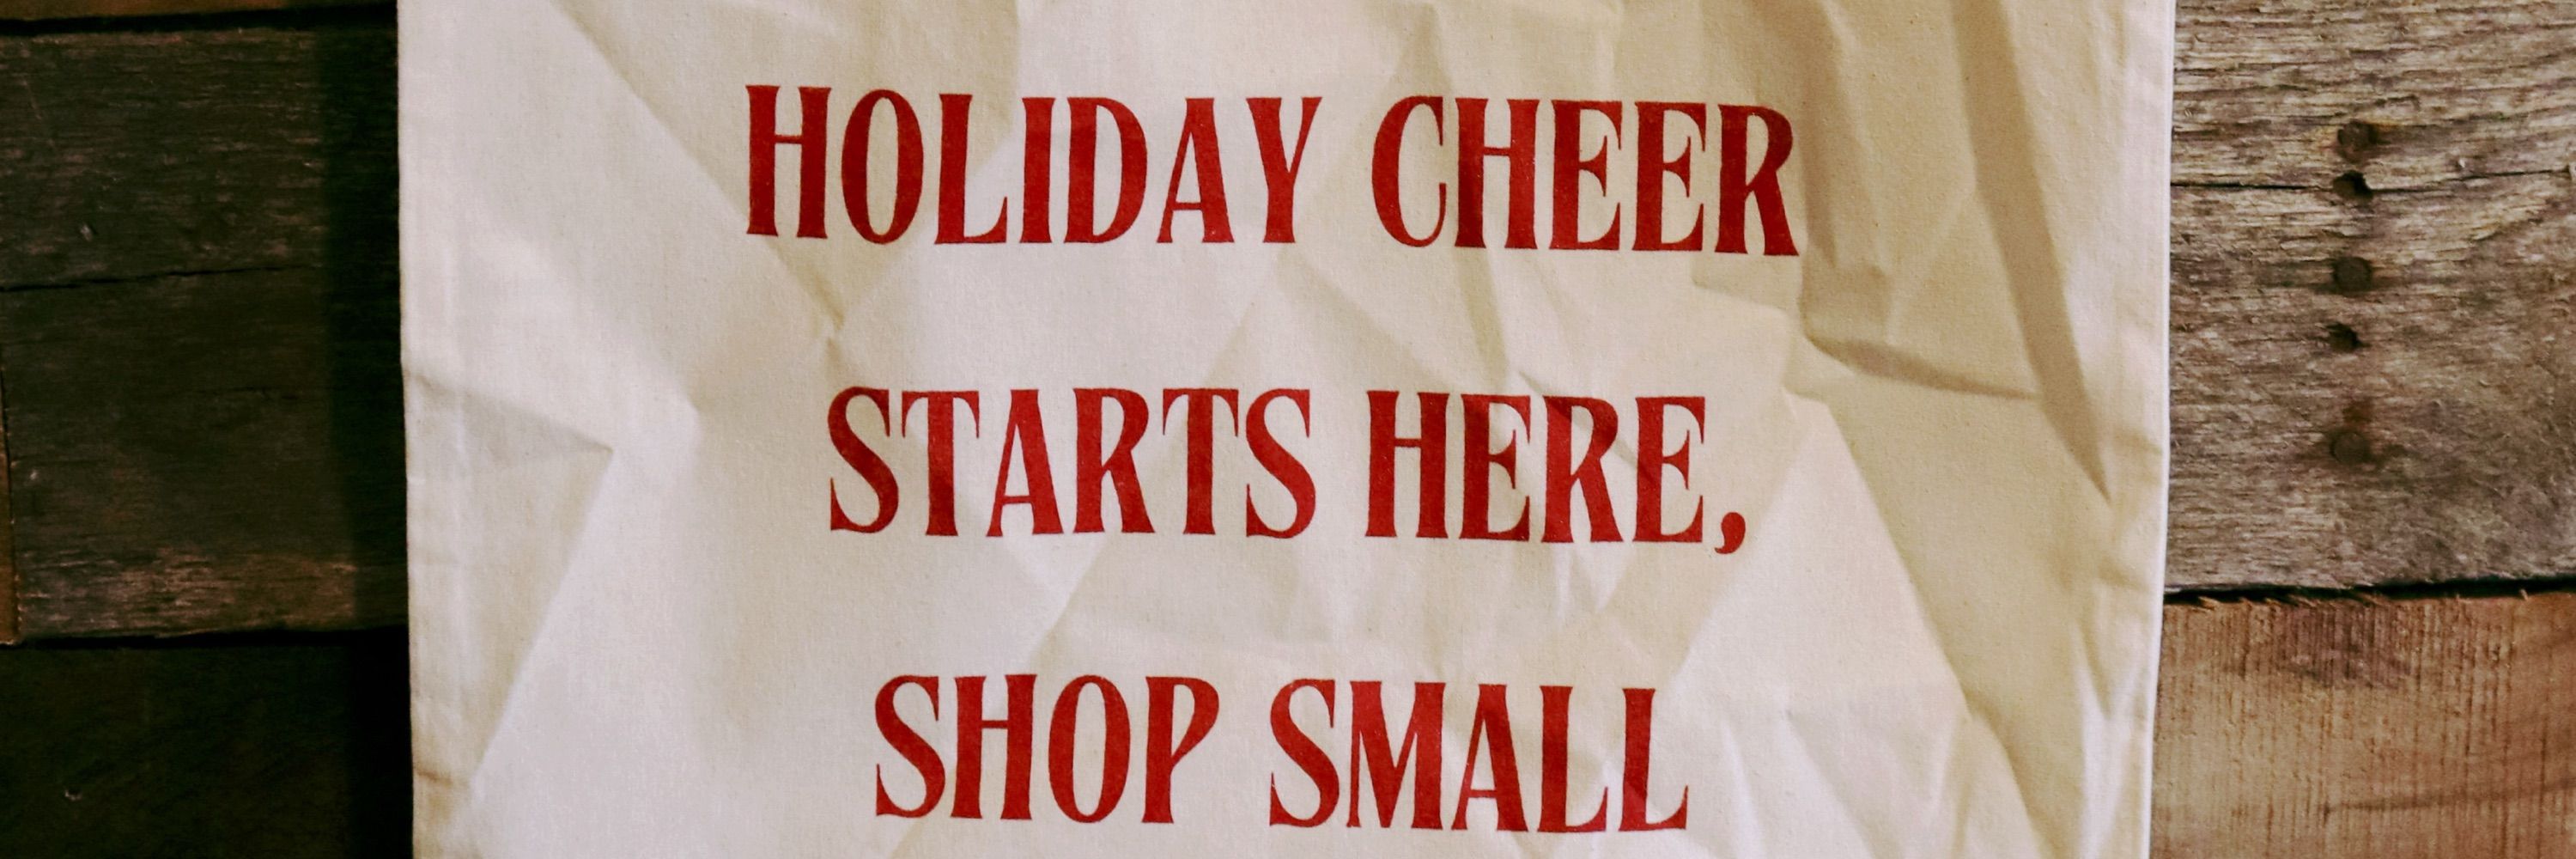 HOLIDAY CHEER
STARTS HERE,
SHOP SMALL